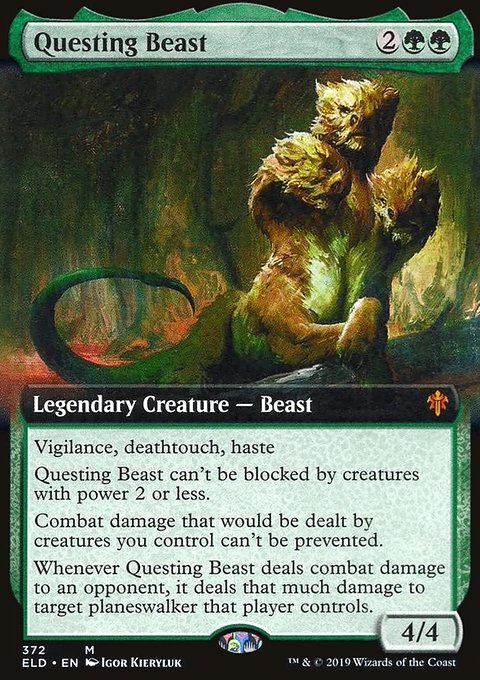 Questing Beast 2
Legendary Creature — Beast
Vigilance, deathtouch, haste
Questing Beast can't be blocked by creatures
with power 2 or less.
Combat damage that would be dealt by
creatures you control can't be prevented.
Whenever Questing Beast deals combat damage
to an opponent, it deals that much damage to
target planeswalker that player controls.
4/4
372 M
ELD • EN Igor Kieryluk
™ & © 2019 Wizards of the Coast